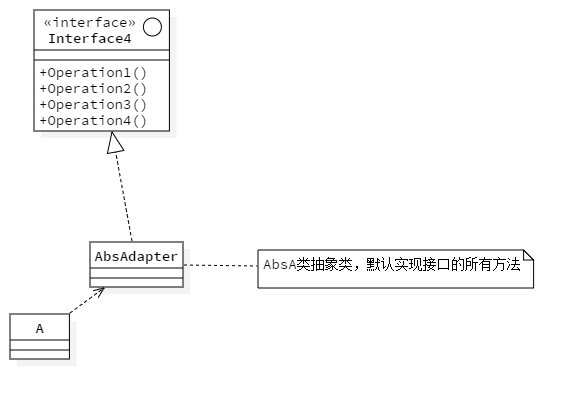 «interface»
Interface4
+Operation1()
+Operation2()
+Operation3()
+Operation4()
AbsAdapter
AbsA类抽象类，默认实现接口的所有方法
A